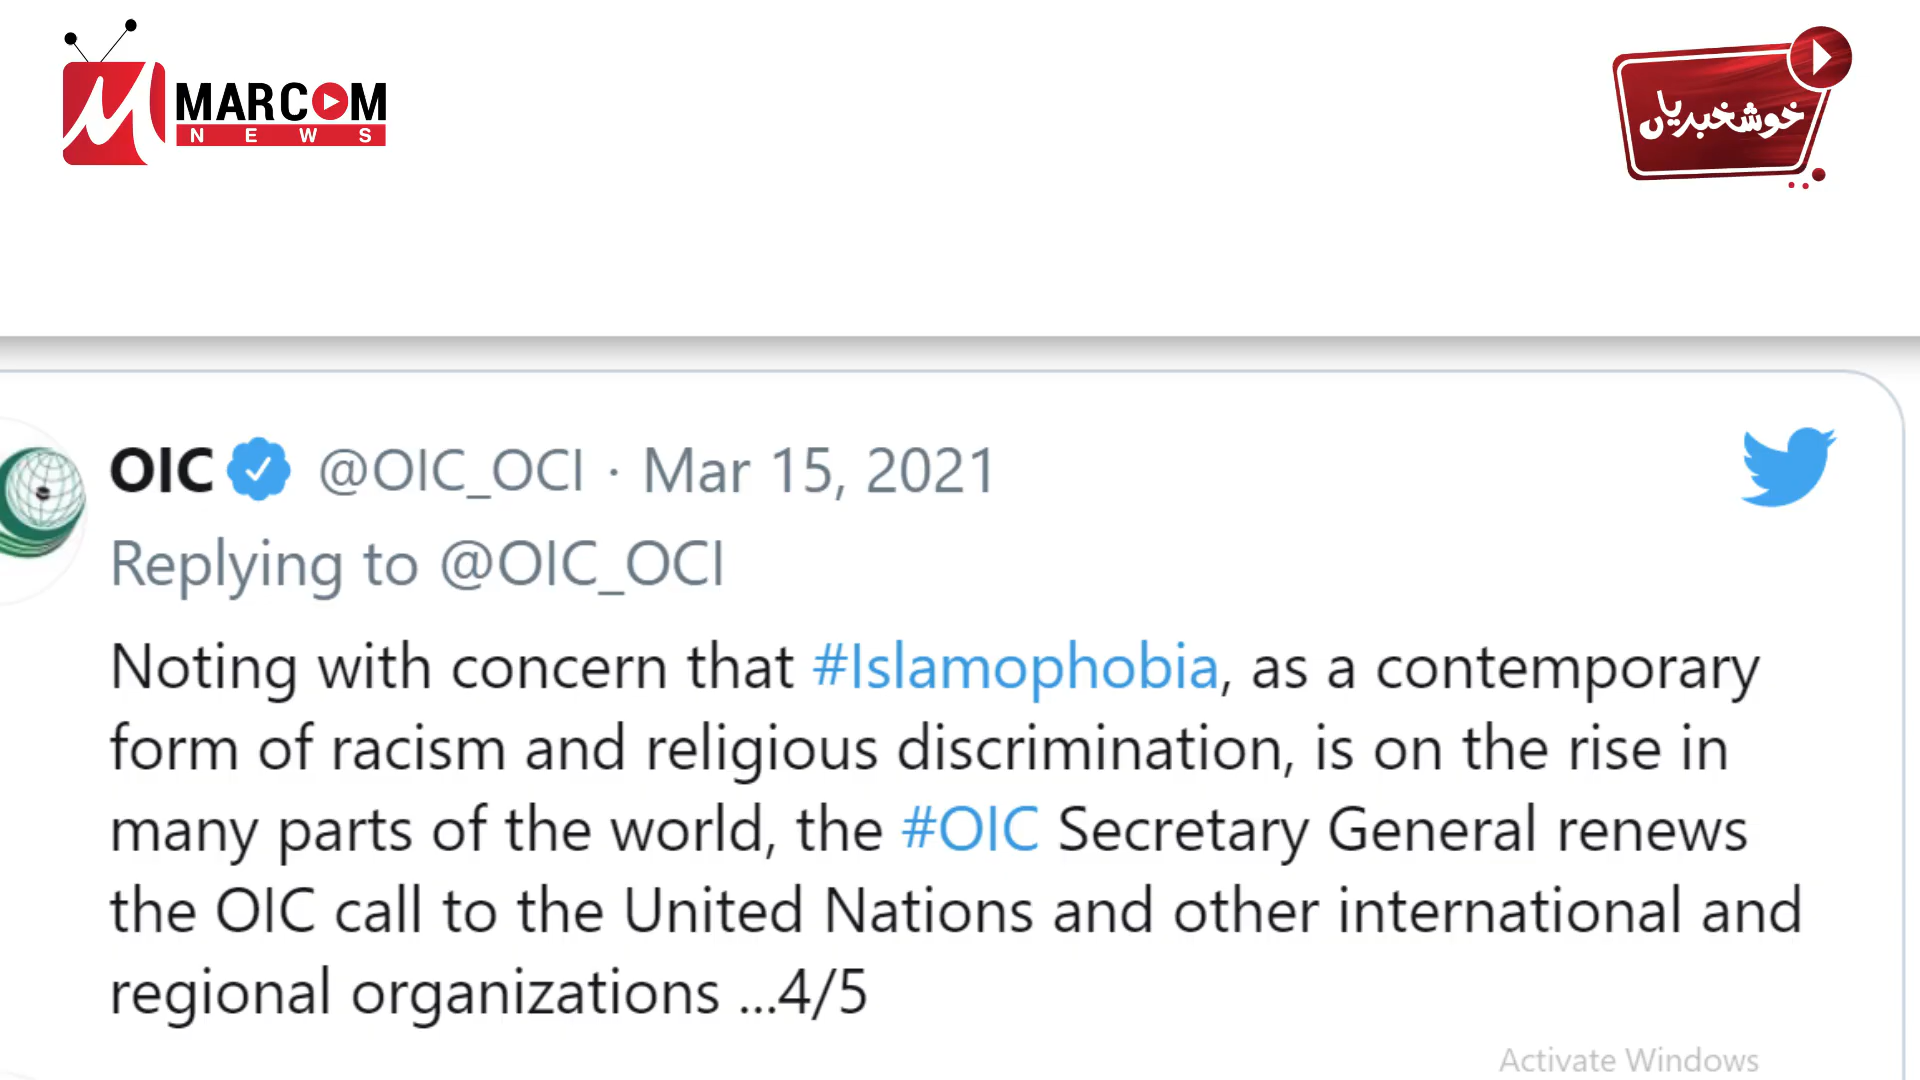 MARCOM
NEWS
خوشخبریاں
OIC @OIC_OCI · Mar 15, 2021
Replying to @OIC_OCI
Noting with concern that #Islamophobia, as a contemporary
form of racism and religious discrimination, is on the rise in
many parts of the world, the #OIC Secretary General renews
the OIC call to the United Nations and other international and
regional organizations ...4/5
Activate Windows